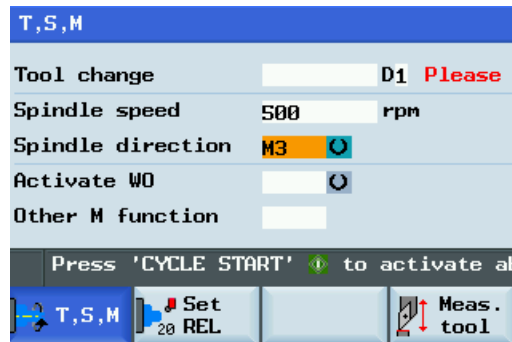 T,S,M
Tool change D1 Please
Spindle speed 500 rpm
Spindle direction M3
Activate WO
Other M function
Press 'CYCLE START' to activate
T,S,M
Set
20 REL
Meas.
tool